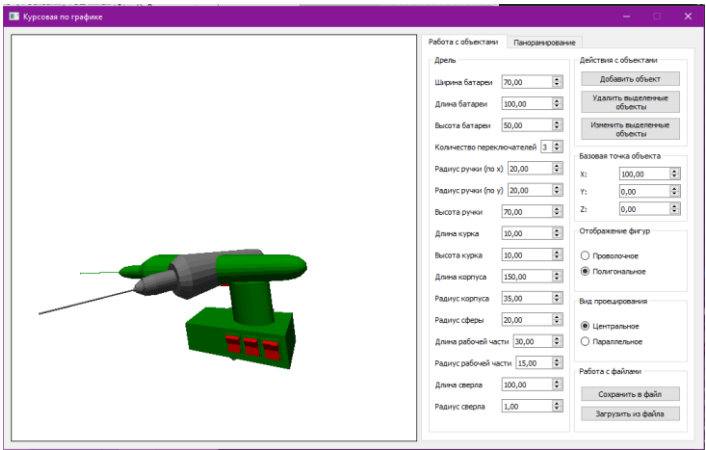 Курсовая по графике
Работа с объектами
Панорамирование
Дрель
Ширина батареи 70,00
Длина батареи 100,00
Высота батареи 50,00
Количество переключателей 3
Радиус ручки (по x) 20,00
Радиус ручки (по y) 20,00
Высота ручки 70,00
Длина курка 10,00
Высота курка 10,00
Длина корпуса 150,00
Радиус корпуса 35,00
Радиус сферы 20,00
Длина рабочей части 30,00
Радиус рабочей части 15,00
Длина сверла 100,00
Радиус сверла 1,00
Действия с объектами
Добавить объект
Удалить выделенные
объекты
Изменить выделенные
объекты
Базовая точка объекта
X: 100,00
Y: 0,00
Z: 0,00
Отображение фигур
Проволочное
Полигональное
Вид проецирования
Центральное
Параллельное
Работа с файлами
Сохранить в файл
Загрузить из файла